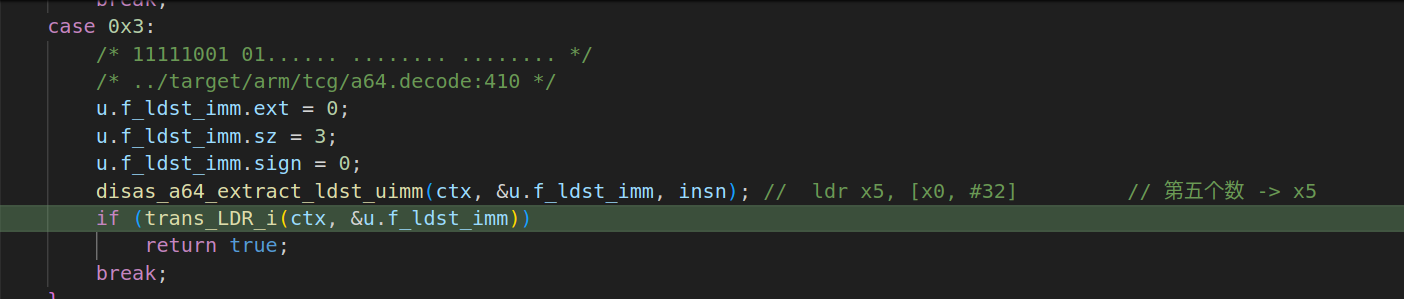 break;
case 0x3:
/* 11111001 01...... ........ ........ */
/* ../target/arm/tcg/a64.decode:410 */
u.f_ldst_imm.ext = 0;
u.f_ldst_imm.sz = 3;
u.f_ldst_imm.sign = 0;
disas_a64_extract_ldst_uimm(ctx, &u.f_ldst_imm, insn); //  ldr x5, [x0, #32]          // 第五个数 -> x5
if (trans_LDR_i(ctx, &u.f_ldst_imm))
return true;
break;
}